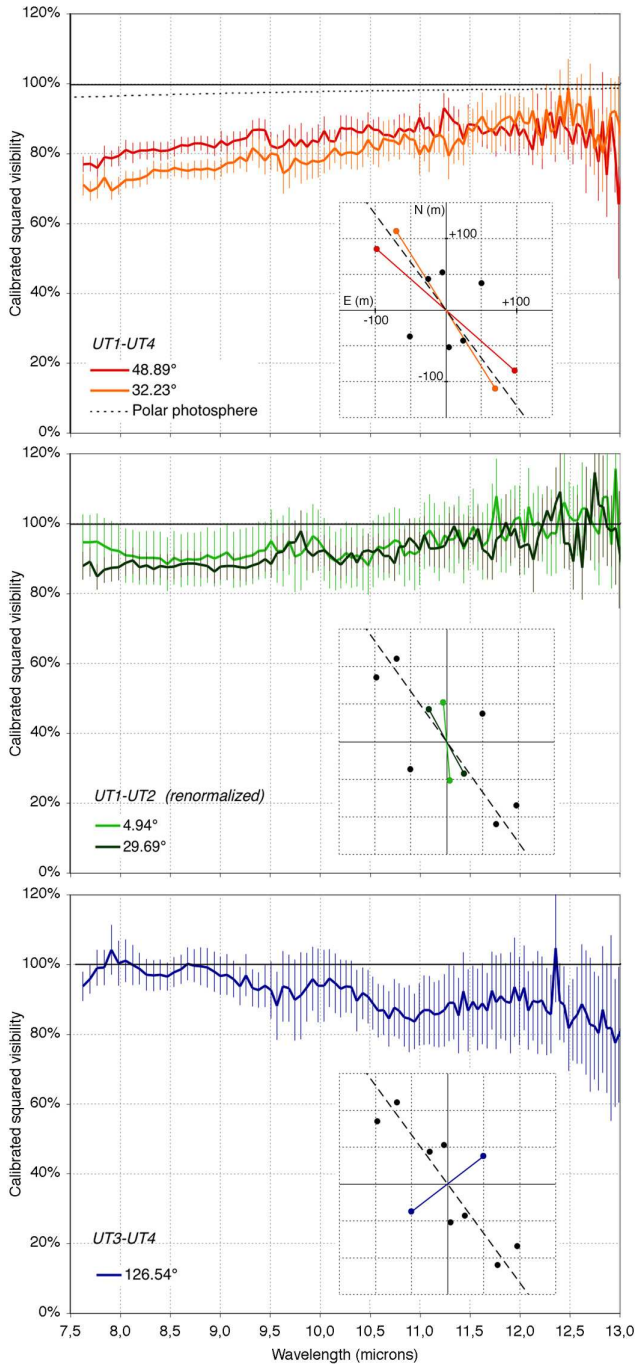 120%
100%
80%
60%
40%
20%
0%
Calibrated squared visibility
N (m)
+100
E (m)
-100
+100
-100
UT1-UT4
48.89°
32.23°
Polar photosphere
120%
100%
80%
60%
40%
20%
0%
Calibrated squared visibility
UT1-UT2 (renormalized)
4.94°
29.69°
120%
100%
80%
60%
40%
20%
0%
Calibrated squared visibility
UT3-UT4
126.54°
7,5 8,0 8,5 9,0 9,5 10,0 10,5 11,0 11,5 12,0 12,5 13,0
Wavelength (microns)